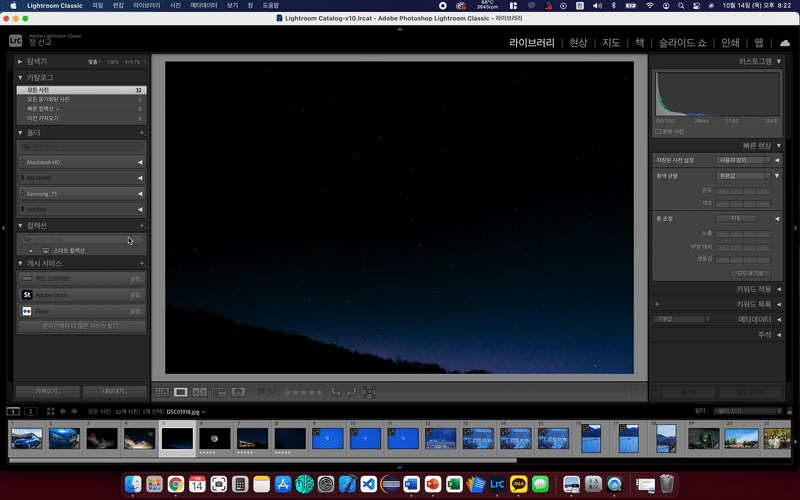 Lightroom Classic 파일 편집 라이브러리 사진 메타데이터 보기 창 도움말
68°C
3645rpm
10월 14일 (목) 오후 8:22
Lightroom Catalog-v10.lrcat - Adobe Photoshop Lightroom Classic - 라이브러리
LrC
Adobe Lightroom Classic
정 선교
라이브러리 | 현상 | 지도 | 책 | 슬라이드 쇼 | 인쇄 | 웹
탐색기
맞춤 100%
카탈로그
모든 사진 32
모든 동기화된 사진 0
빠른 컬렉션 + 0
이전 가져오기 0
폴더
Macintosh HD
NO NAME
Samsung_T5
컬렉션
스마트 컬렉션
게시 서비스
하드 드라이브 설정..
St Adobe Stock 설정..
Flickr 설정..
온라인에서 더 많은 서비스 찾기..
가져오기.. 내보내기..
히스토그램
ISO 1250 24mm f / 8.0
원본 사진
빠른 현상
저장된 사전 설정 사용자 정의
흰색 균형 원본값
온도
색조
톤 조정 자동
노출
부분 대비
생동감
모두 초기화
키워드 적용
키워드 목록
기본값 메타데이터
주석
1 2 모든 사진 32개 사진/1개 선택/ DSC01918.jpg
필터 : 필터 끄기